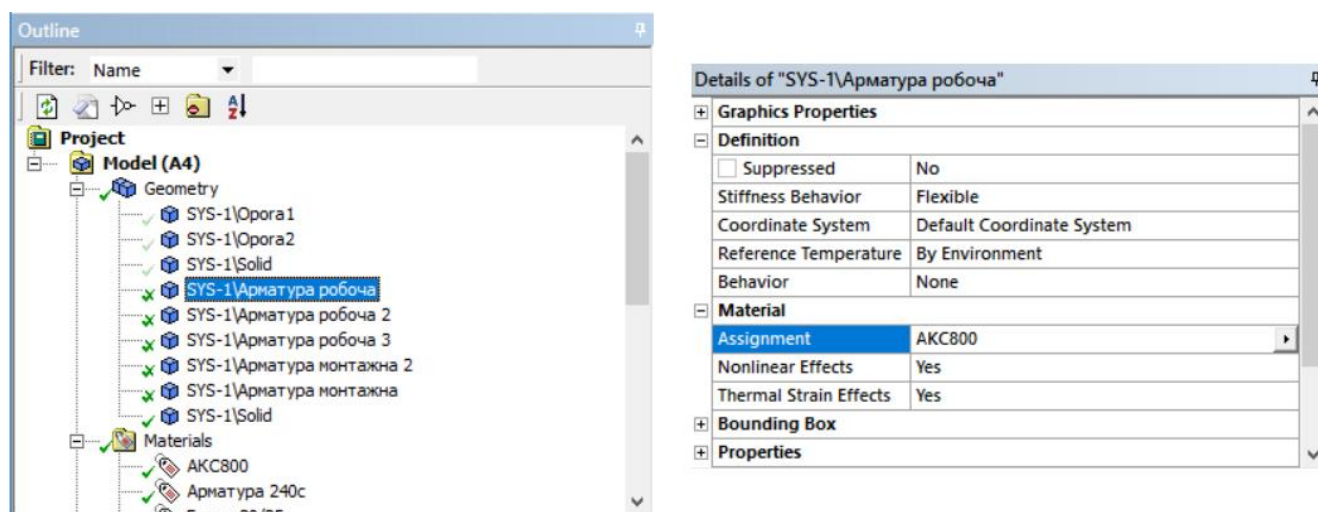 Outline
Filter: Name
Project
Model (A4)
Geometry
SYS-1\Opora1
SYS-1\Opora2
SYS-1\Solid
SYS-1\Арматура робоча
SYS-1\Арматура робоча 2
SYS-1\Арматура робоча 3
SYS-1\Арматура монтажна 2
SYS-1\Арматура монтажна
SYS-1\Solid
Materials
АКС800
Арматура 240с
Details of "SYS-1\Арматура робоча"
Graphics Properties
Definition
Suppressed No
Stiffness Behavior Flexible
Coordinate System Default Coordinate System
Reference Temperature By Environment
Behavior None
Material
Assignment АКС800
Nonlinear Effects Yes
Thermal Strain Effects Yes
Bounding Box
Properties